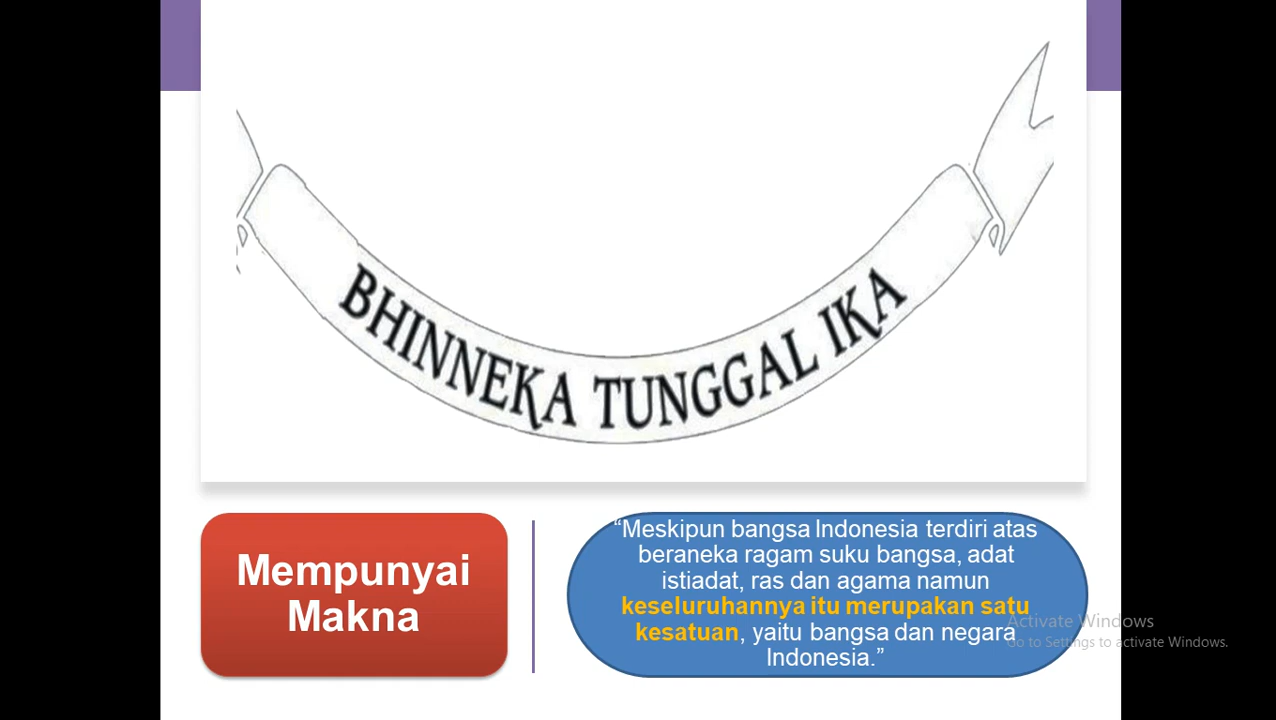 BHINNEKA TUNGGAL IKA
Mempunyai
Makna
“Meskipun bangsa Indonesia terdiri atas
beraneka ragam suku bangsa, adat
istiadat, ras dan agama namun
keseluruhannya itu merupakan satu
kesatuan, yaitu bangsa dan negara
Indonesia.”
Activate Windows
Go to Settings to activate Windows.